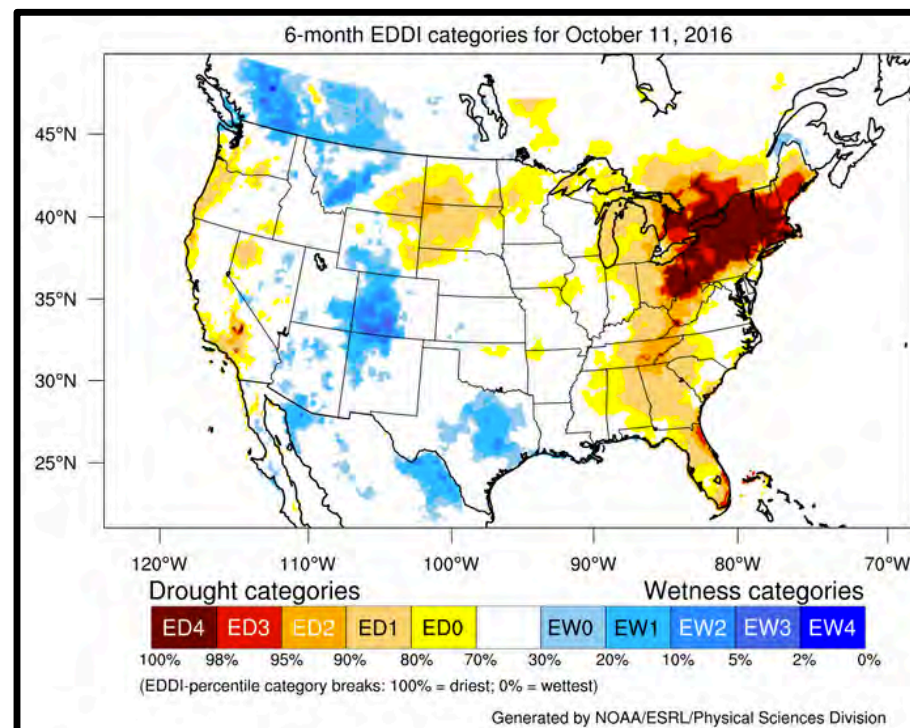 6-month EDDI categories for October 11, 2016
45°N
40°N
35°N
30°N
25°N
120°W 110°W 100°W 90°W 80°W 70°W
Drought categories Wetness categories
ED4 ED3 ED2 ED1 ED0 EW0 EW1 EW2 EW3 EW4
100% 98% 95% 90% 80% 70% 30% 20% 10% 5% 2% 0%
(EDDI-percentile category breaks: 100% = driest; 0% = wettest)
Generated by NOAA/ESRL/Physical Sciences Division